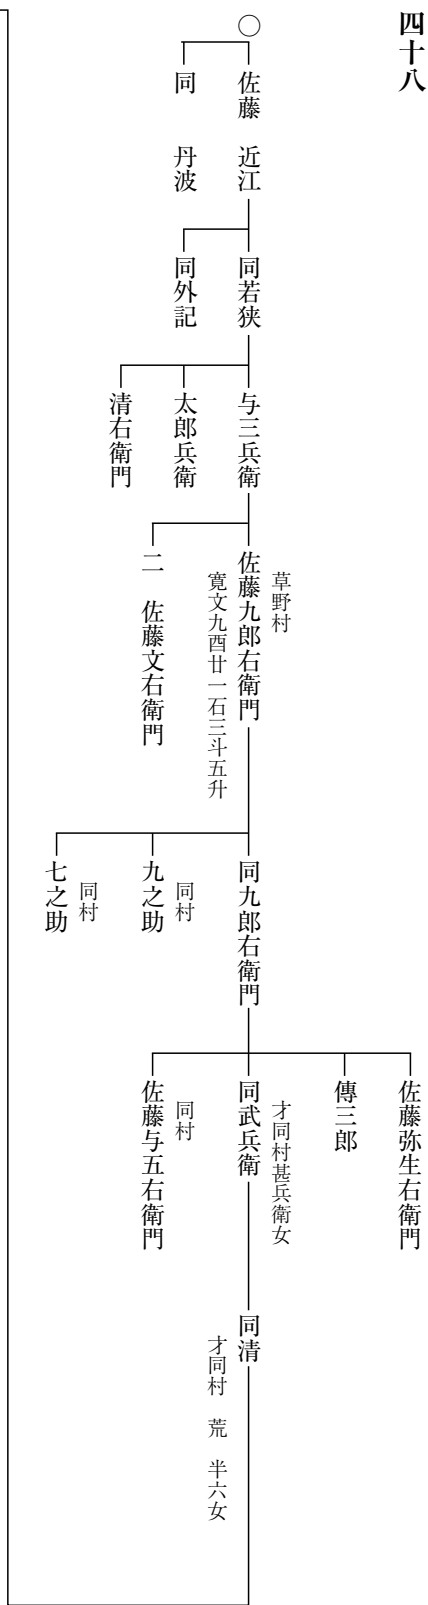 四十八
○
佐藤　近江
同　丹波
同若狭
同外記
与三兵衛
太郎兵衛
清右衛門
草野村
佐藤九郎右衛門
寛文九酉廿一石三斗五升
二　佐藤文右衛門
同九郎右衛門
同村
九之助
同村
七之助
佐藤弥生右衛門
傳三郎
才同村甚兵衛女
同武兵衛
同村
佐藤与五右衛門
同清
才同村　荒　半六女